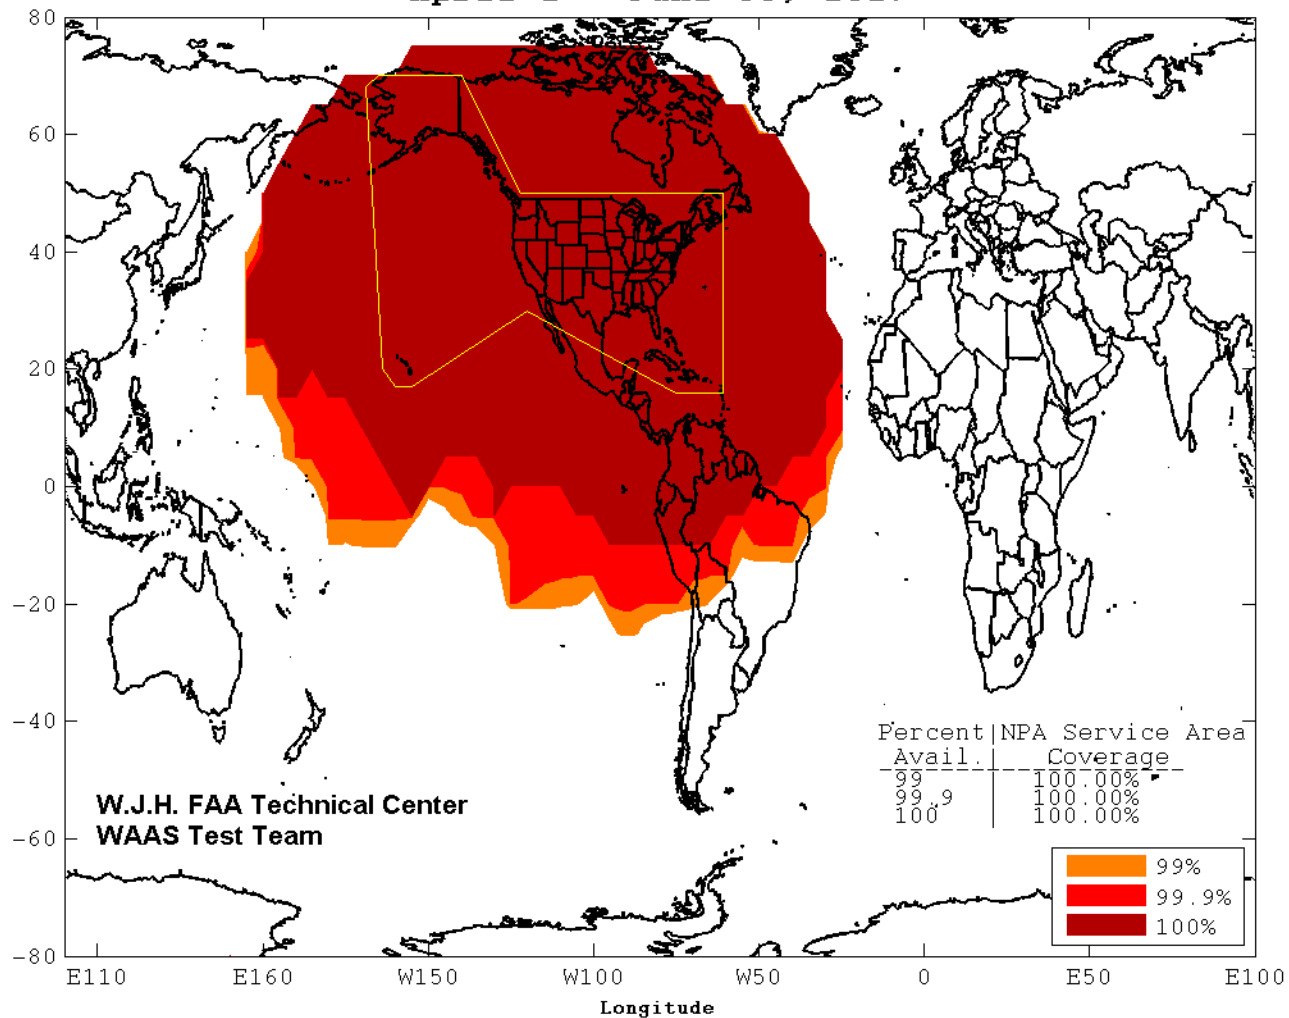 80
60
40
20
0
-20
-40
-60
-80
Percent|NPA Service Area
Avail.| Coverage
99 | 100.00%
99.9 | 100.00%
100 | 100.00%
W.J.H. FAA Technical Center
WAAS Test Team
99%
99.9%
100%
E110 E160 W150 W100 W50 0 E50 E100
Longitude